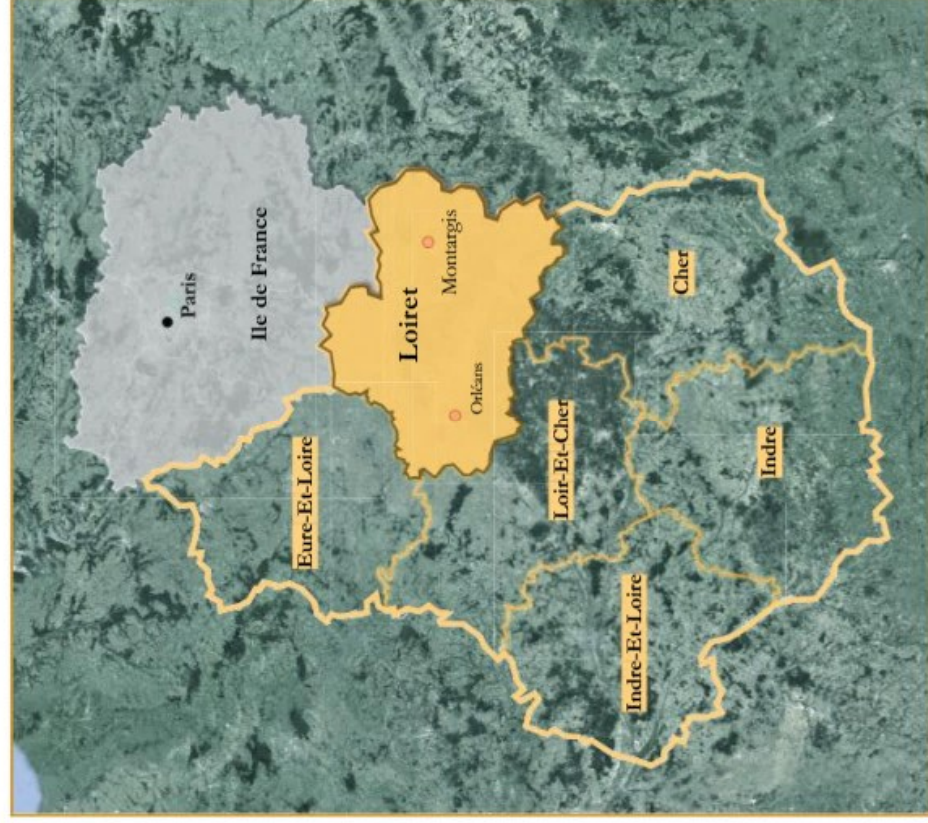 Paris
Ile de France
Eure-Et-Loire
Loiret
Montargis
Orléans
Loir-Et-Cher
Cher
Indre-Et-Loire
Indre